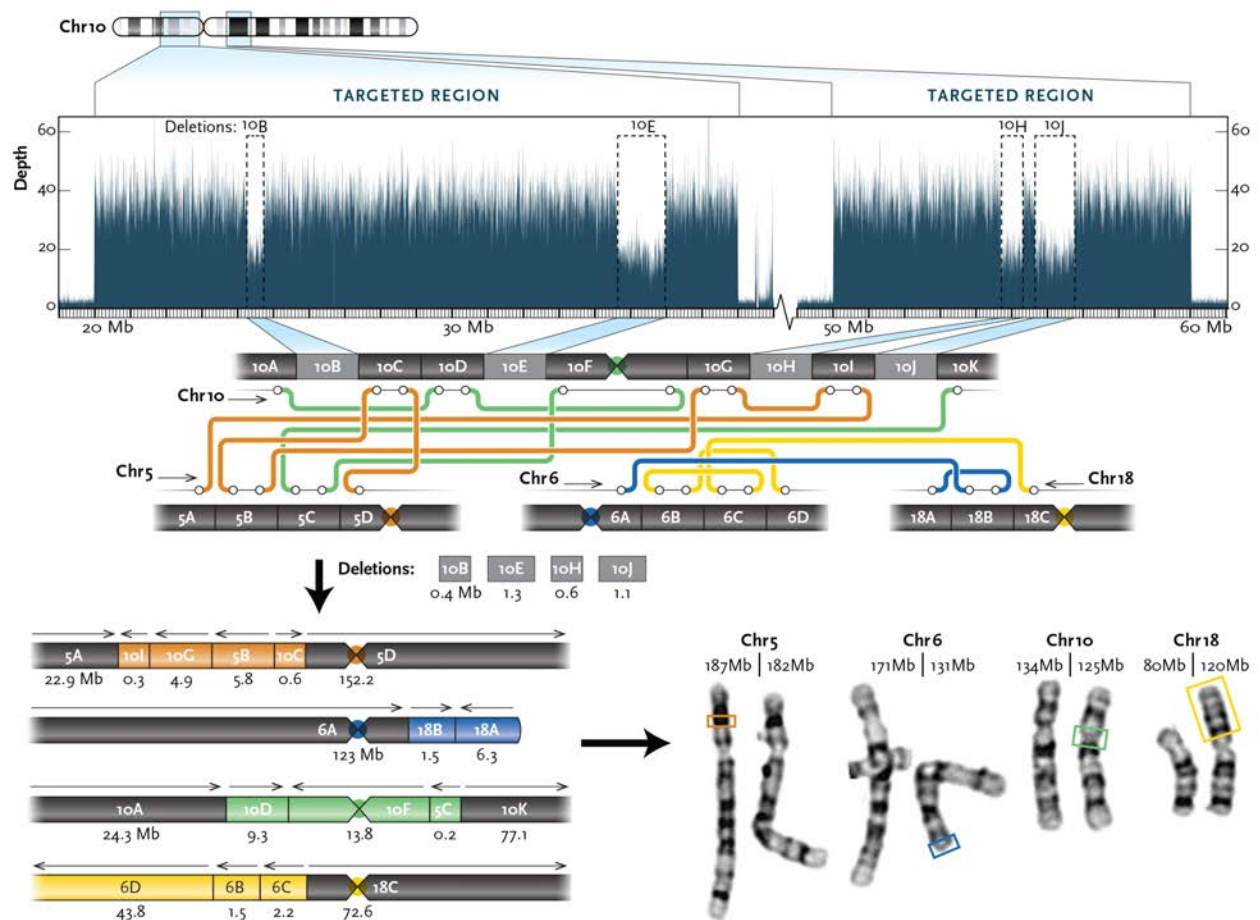 Chr10
TARGETED REGION TARGETED REGION
Deletions: 10B 10E 10H 10J
Depth
60 60
40 40
20 20
0 0
20 Mb 30 Mb 50 Mb 60 Mb
10A 10B 10C 10D 10E 10F 10G 10H 10I 10J 10K
Chr10
Chr5 Chr6 Chr18
5A 5B 5C 5D 6A 6B 6C 6D 18A 18B 18C
Deletions: 10B 10E 10H 10J
0.4 Mb 1.3 0.6 1.1
5A 10I 10G 5B 10C 5D
22.9 Mb 0.3 4.9 5.8 0.6 152.2
6A 18B 18A
123 Mb 1.5 6.3
10A 10D 10F 5C 10K
24.3 Mb 9.3 13.8 0.2 77.1
6D 6B 6C 18C
43.8 1.5 2.2 72.6
Chr5 Chr6 Chr10 Chr18
187Mb 182Mb 171Mb 131Mb 134Mb 125Mb 80Mb 120Mb